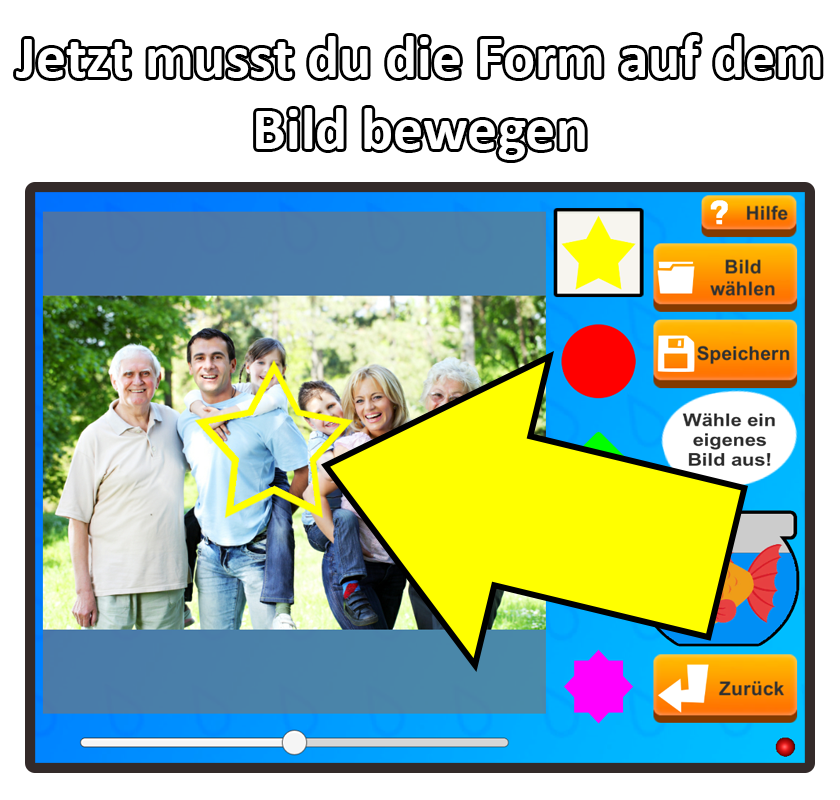 Jetzt musst du die Form auf dem
Bild bewegen
? Hilfe
Bild
wählen
Speichern
Wähle ein
eigenes
Bild aus!
Zurück